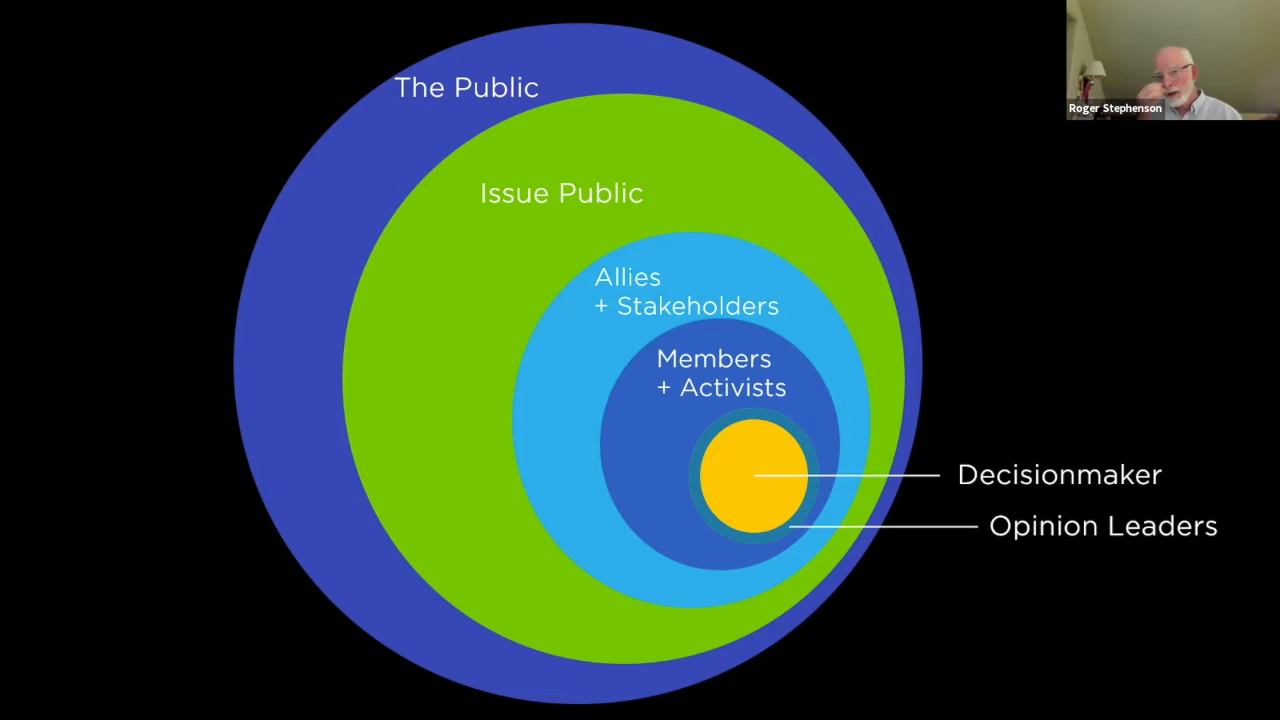 The Public
Roger Stephenson
Issue Public
Allies
+ Stakeholders
Members
+ Activists
Decisionmaker
Opinion Leaders